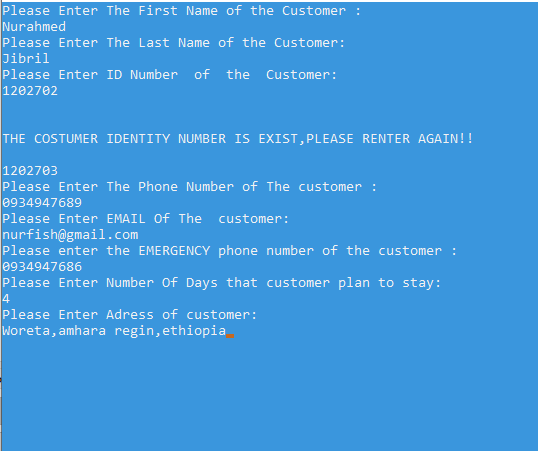 Please Enter The First Name of the Customer :
Nurahmed
Please Enter The Last Name of the Customer:
Jibril
Please Enter ID Number  of  the  Customer:
1202702
THE COSTUMER IDENTITY NUMBER IS EXIST,PLEASE RENTER AGAIN!!
1202703
Please Enter The Phone Number of The customer :
0934947689
Please Enter EMAIL Of The  customer:
nurfish@gmail.com
Please enter the EMERGENCY phone number of the customer :
0934947686
Please Enter Number Of Days that customer plan to stay:
4
Please Enter Adress of customer:
Woreta,amhara regin,ethiopia